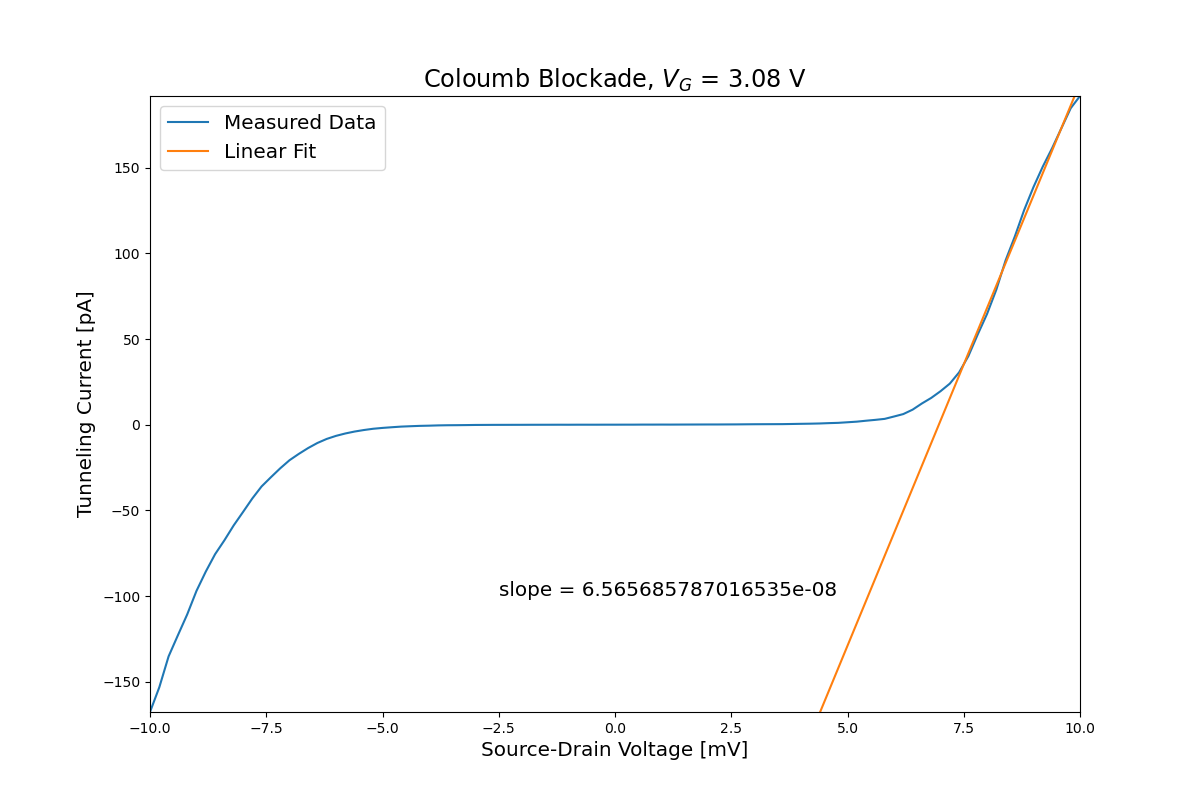 Coloumb Blockade, V_G = 3.08 V
Measured Data
Linear Fit
Tunneling Current [pA]
150
100
50
0
−50
−100
−150
slope = 6.565685787016535e-08
−10.0
−7.5
−5.0
−2.5
0.0
2.5
5.0
7.5
10.0
Source-Drain Voltage [mV]